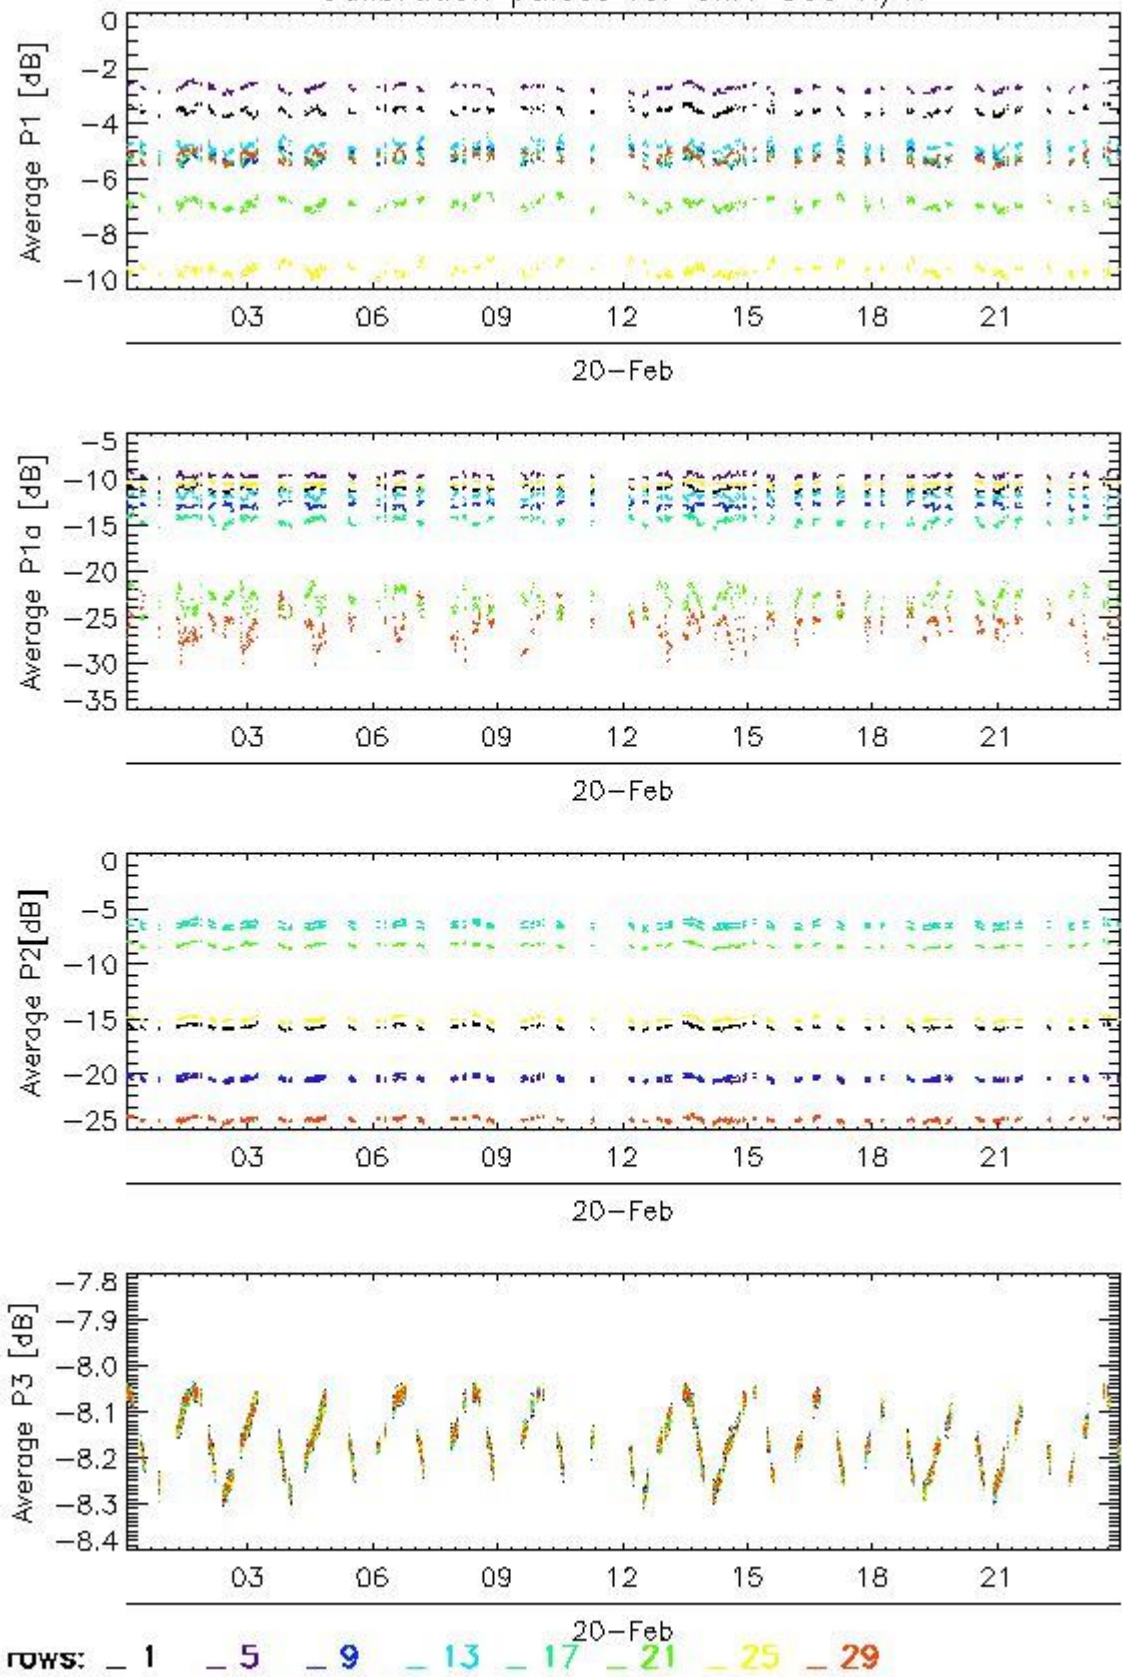 0
-2
-4
-6
-8
-10
Average P1 [dB]
03 06 09 12 15 18 21
20-Feb
-5
-10
-15
-20
-25
-30
-35
Average P1a [dB]
03 06 09 12 15 18 21
20-Feb
0
-5
-10
-15
-20
-25
Average P2[dB]
03 06 09 12 15 18 21
20-Feb
-7.8
-7.9
-8.0
-8.1
-8.2
-8.3
-8.4
Average P3 [dB]
03 06 09 12 15 18 21
20-Feb
rows: _ 1 _ 5 _ 9 _ 13 _ 17 _ 21 _ 25 _ 29